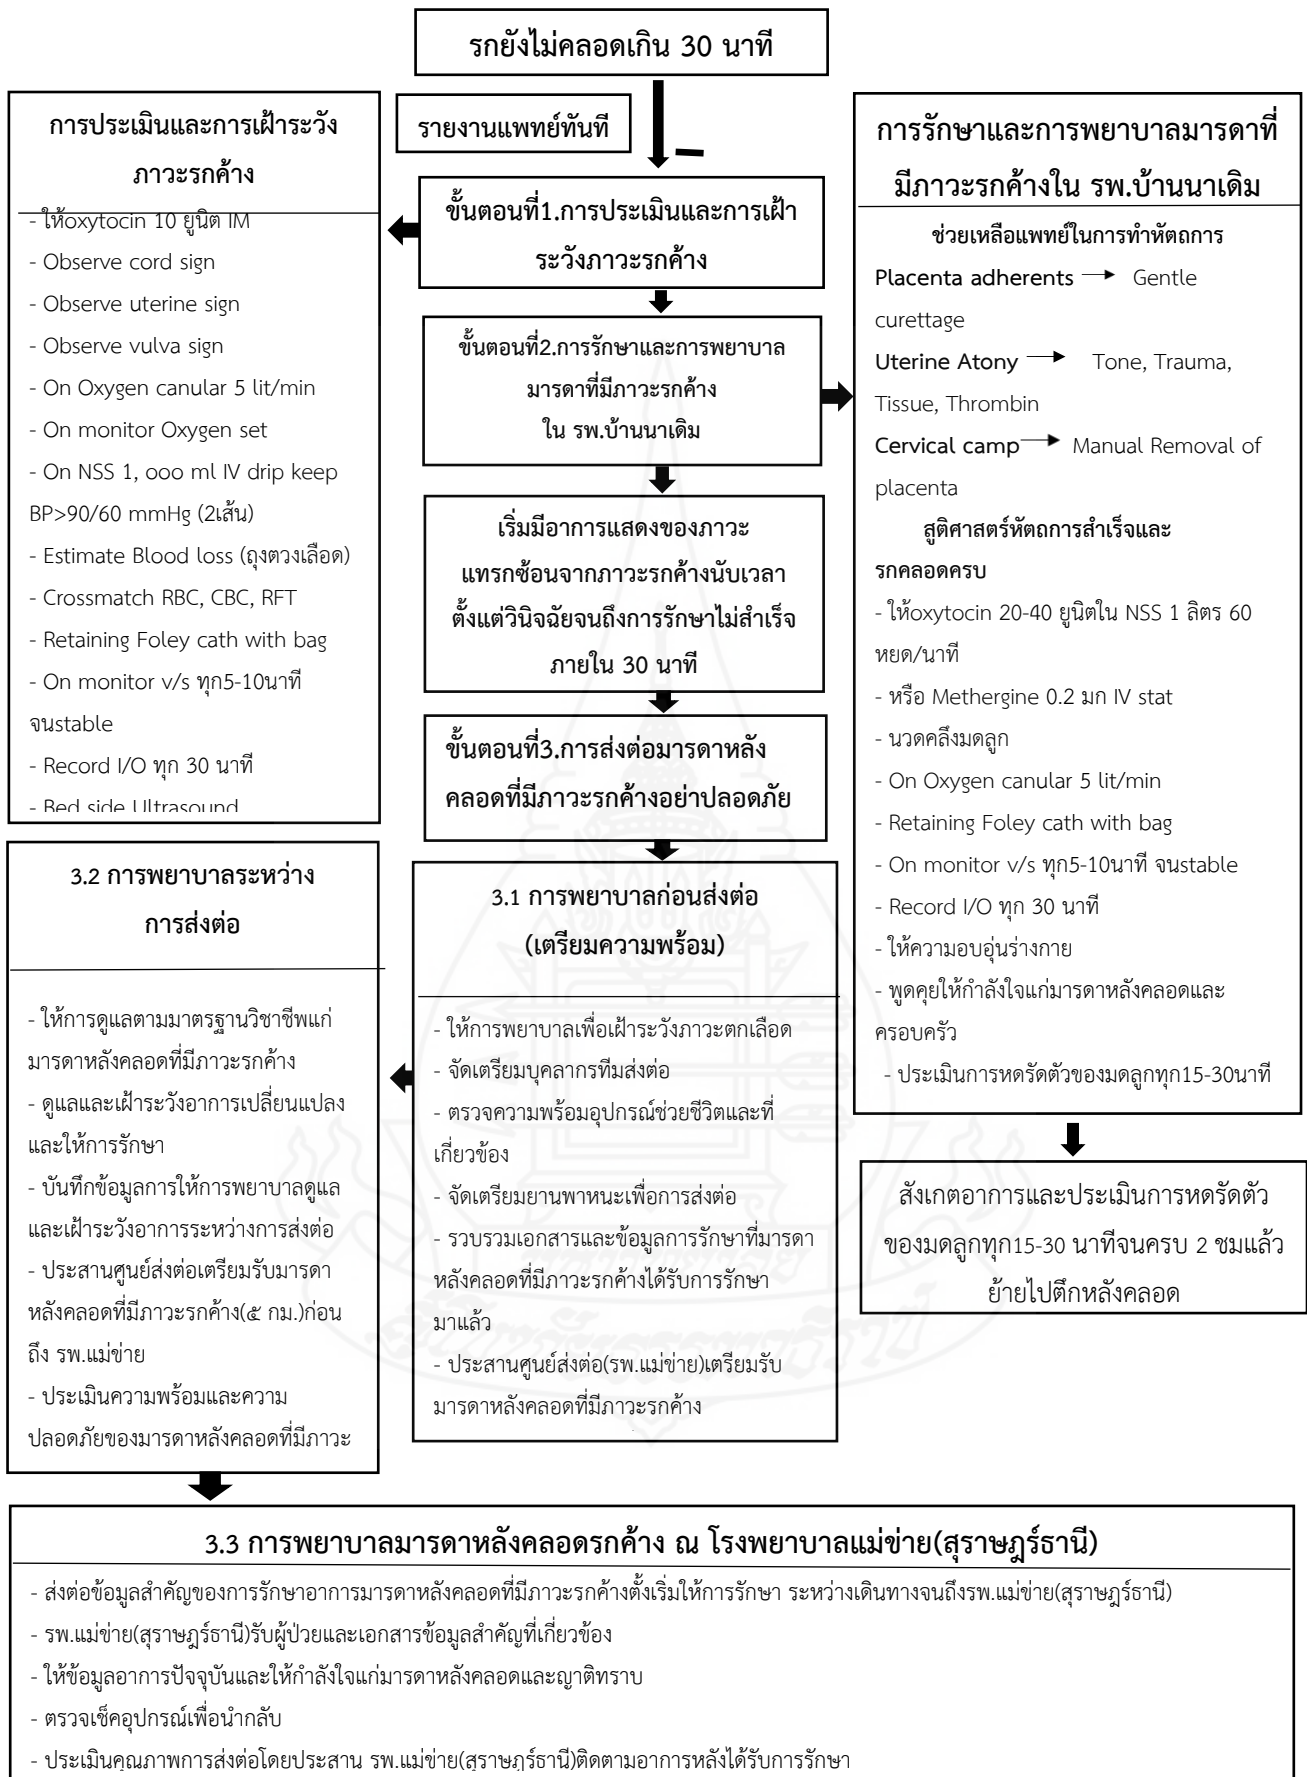 รกยังไม่คลอดเกิน 30 นาที
รายงานแพทย์ทันที
การประเมินและการเฝ้าระวัง
ภาวะรกค้าง
- ให้oxytocin 10 ยูนิต IM
- Observe cord sign
- Observe uterine sign
- Observe vulva sign
- On Oxygen canular 5 lit/min
- On monitor Oxygen set
- On NSS 1, ooo ml IV drip keep
BP>90/60 mmHg (2เส้น)
- Estimate Blood loss (ถุงตวงเลือด)
- Crossmatch RBC, CBC, RFT
- Retaining Foley cath with bag
- On monitor v/s ทุก5-10นาที
จนstable
- Record I/O ทุก 30 นาที
- Bed side Ultrasound
ขั้นตอนที่1.การประเมินและการเฝ้า
ระวังภาวะรกค้าง
ขั้นตอนที่2.การรักษาและการพยาบาล
มารดาที่มีภาวะรกค้าง
ใน รพ.บ้านนาเดิม
เริ่มมีอาการแสดงของภาวะ
แทรกซ้อนจากภาวะรกค้างนับเวลา
ตั้งแต่วินิจฉัยจนถึงการรักษาไม่สำเร็จ
ภายใน 30 นาที
ขั้นตอนที่3.การส่งต่อมารดาหลัง
คลอดที่มีภาวะรกค้างอย่าปลอดภัย
การรักษาและการพยาบาลมารดาที่
มีภาวะรกค้างใน รพ.บ้านนาเดิม
ช่วยเหลือแพทย์ในการทำหัตถการ
Placenta adherents → Gentle
curettage
Uterine Atony → Tone, Trauma,
Tissue, Thrombin
Cervical camp → Manual Removal of
placenta
สูติศาสตร์หัตถการสำเร็จและ
รกคลอดครบ
- ให้oxytocin 20-40 ยูนิตใน NSS 1 ลิตร 60
หยด/นาที
- หรือ Methergine 0.2 มก IV stat
- นวดคลึงมดลูก
- On Oxygen canular 5 lit/min
- Retaining Foley cath with bag
- On monitor v/s ทุก5-10นาที จนstable
- Record I/O ทุก 30 นาที
- ให้ความอบอุ่นร่างกาย
- พูดคุยให้กำลังใจแก่มารดาหลังคลอดและ
ครอบครัว
- ประเมินการหดรัดตัวของมดลูกทุก15-30นาที
สังเกตอาการและประเมินการหดรัดตัว
ของมดลูกทุก15-30 นาทีจนครบ 2 ชมแล้ว
ย้ายไปตึกหลังคลอด
3.1 การพยาบาลก่อนส่งต่อ
(เตรียมความพร้อม)
- ให้การพยาบาลเพื่อเฝ้าระวังภาวะตกเลือด
- จัดเตรียมบุคลากรทีมส่งต่อ
- ตรวจความพร้อมอุปกรณ์ช่วยชีวิตและที่
เกี่ยวข้อง
- จัดเตรียมยานพาหนะเพื่อการส่งต่อ
- รวบรวมเอกสารและข้อมูลการรักษาที่มารดา
หลังคลอดที่มีภาวะรกค้างได้รับการรักษา
มาแล้ว
- ประสานศูนย์ส่งต่อ(รพ.แม่ข่าย)เตรียมรับ
มารดาหลังคลอดที่มีภาวะรกค้าง
3.2 การพยาบาลระหว่าง
การส่งต่อ
- ให้การดูแลตามมาตรฐานวิชาชีพแก่
มารดาหลังคลอดที่มีภาวะรกค้าง
- ดูแลและเฝ้าระวังอาการเปลี่ยนแปลง
และให้การรักษา
- บันทึกข้อมูลการให้การพยาบาลดูแล
และเฝ้าระวังอาการระหว่างการส่งต่อ
- ประสานศูนย์ส่งต่อเตรียมรับมารดา
หลังคลอดที่มีภาวะรกค้าง(๕ กม.)ก่อน
ถึง รพ.แม่ข่าย
- ประเมินความพร้อมและความ
ปลอดภัยของมารดาหลังคลอดที่มีภาวะ
3.3 การพยาบาลมารดาหลังคลอดรกค้าง ณ โรงพยาบาลแม่ข่าย(สุราษฎร์ธานี)
- ส่งต่อข้อมูลสำคัญของการรักษาอาการมารดาหลังคลอดที่มีภาวะรกค้างตั้งเริ่มให้การรักษา ระหว่างเดินทางจนถึงรพ.แม่ข่าย(สุราษฎร์ธานี)
- รพ.แม่ข่าย(สุราษฎร์ธานี)รับผู้ป่วยและเอกสารข้อมูลสำคัญที่เกี่ยวข้อง
- ให้ข้อมูลอาการปัจจุบันและให้กำลังใจแก่มารดาหลังคลอดและญาติทราบ
- ตรวจเช็คอุปกรณ์เพื่อนำกลับ
- ประเมินคุณภาพการส่งต่อโดยประสาน รพ.แม่ข่าย(สุราษฎร์ธานี)ติดตามอาการหลังได้รับการรักษา